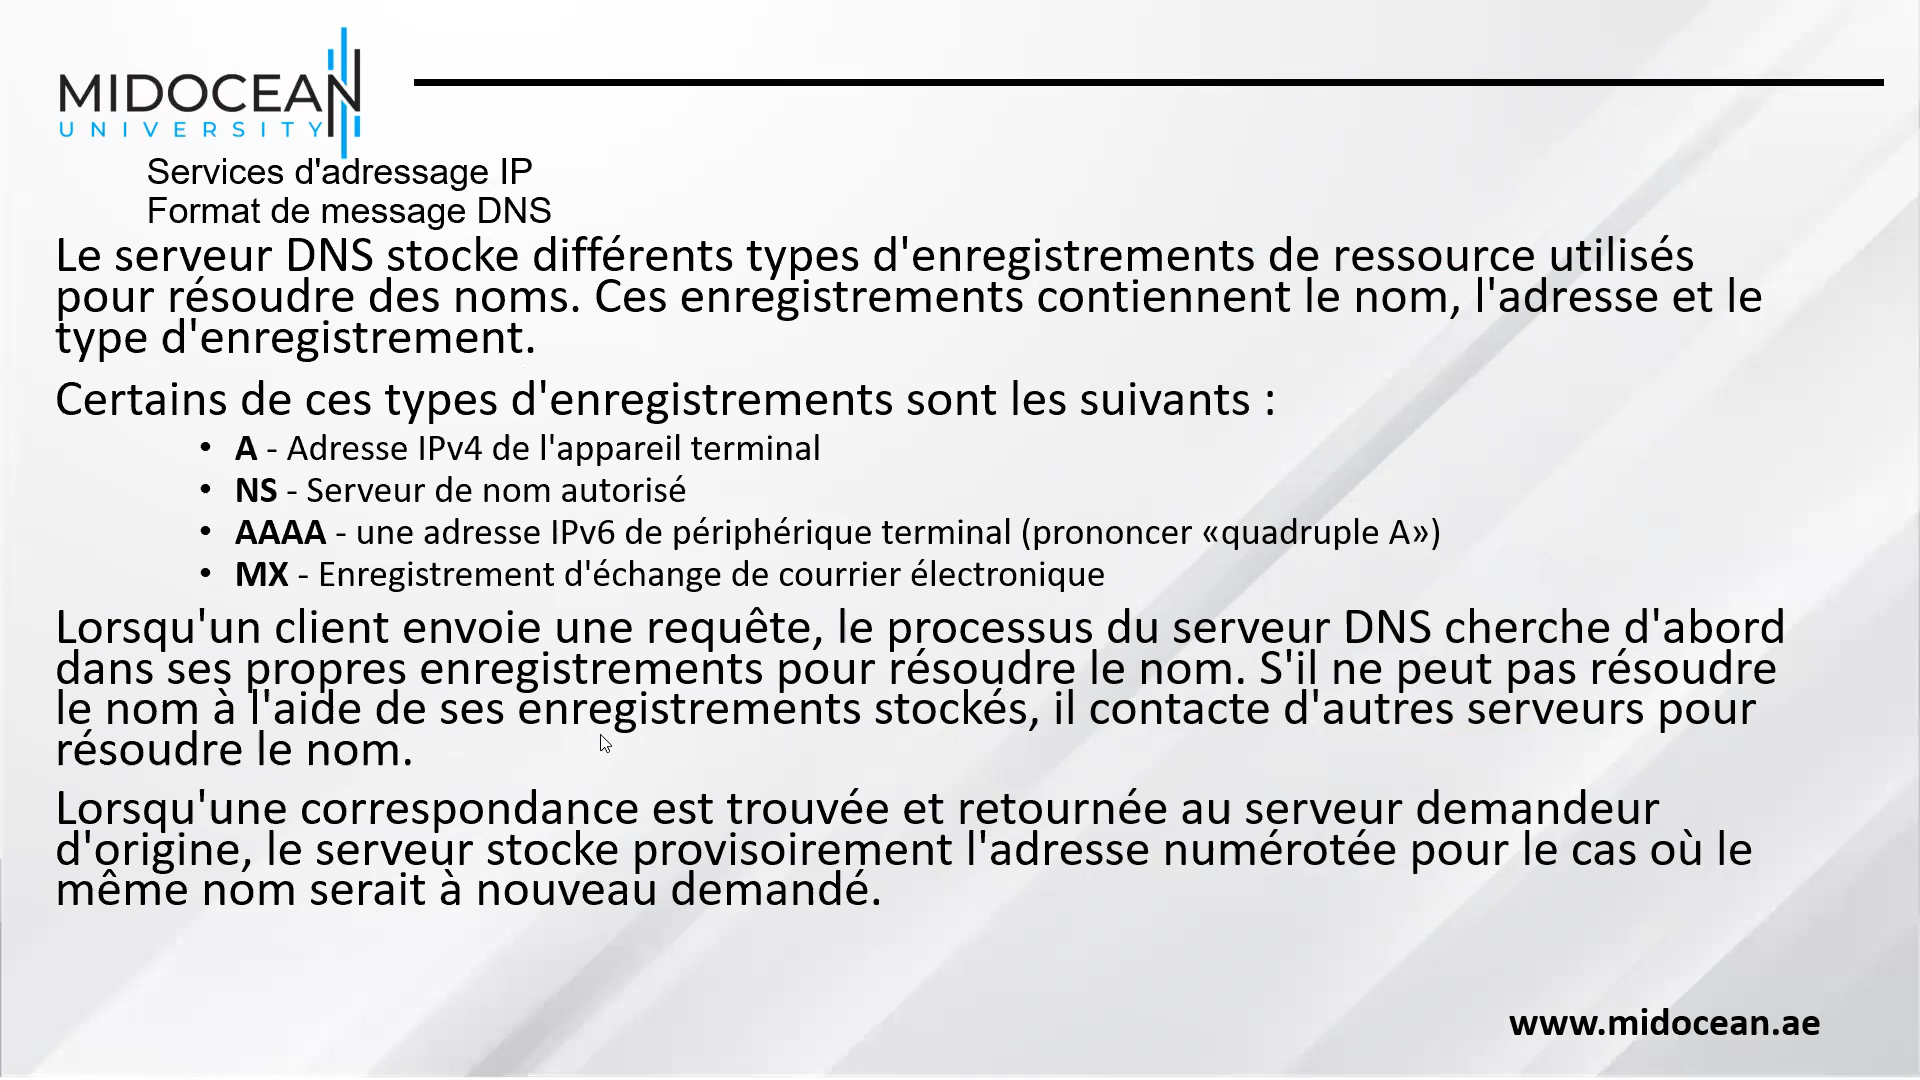 MIDOCEAN
UNIVERSITY
Services d'adressage IP
Format de message DNS
Le serveur DNS stocke différents types d'enregistrements de ressource utilisés
pour résoudre des noms. Ces enregistrements contiennent le nom, l'adresse et le
type d'enregistrement.
Certains de ces types d'enregistrements sont les suivants :
• A - Adresse IPv4 de l'appareil terminal
• NS - Serveur de nom autorisé
• AAAA - une adresse IPv6 de périphérique terminal (prononcer «quadruple A»)
• MX - Enregistrement d'échange de courrier électronique
Lorsqu'un client envoie une requête, le processus du serveur DNS cherche d'abord
dans ses propres enregistrements pour résoudre le nom. S'il ne peut pas résoudre
le nom à l'aide de ses enregistrements stockés, il contacte d'autres serveurs pour
résoudre le nom.
Lorsqu'une correspondance est trouvée et retournée au serveur demandeur
d'origine, le serveur stocke provisoirement l'adresse numérotée pour le cas où le
même nom serait à nouveau demandé.
www.midocean.ae